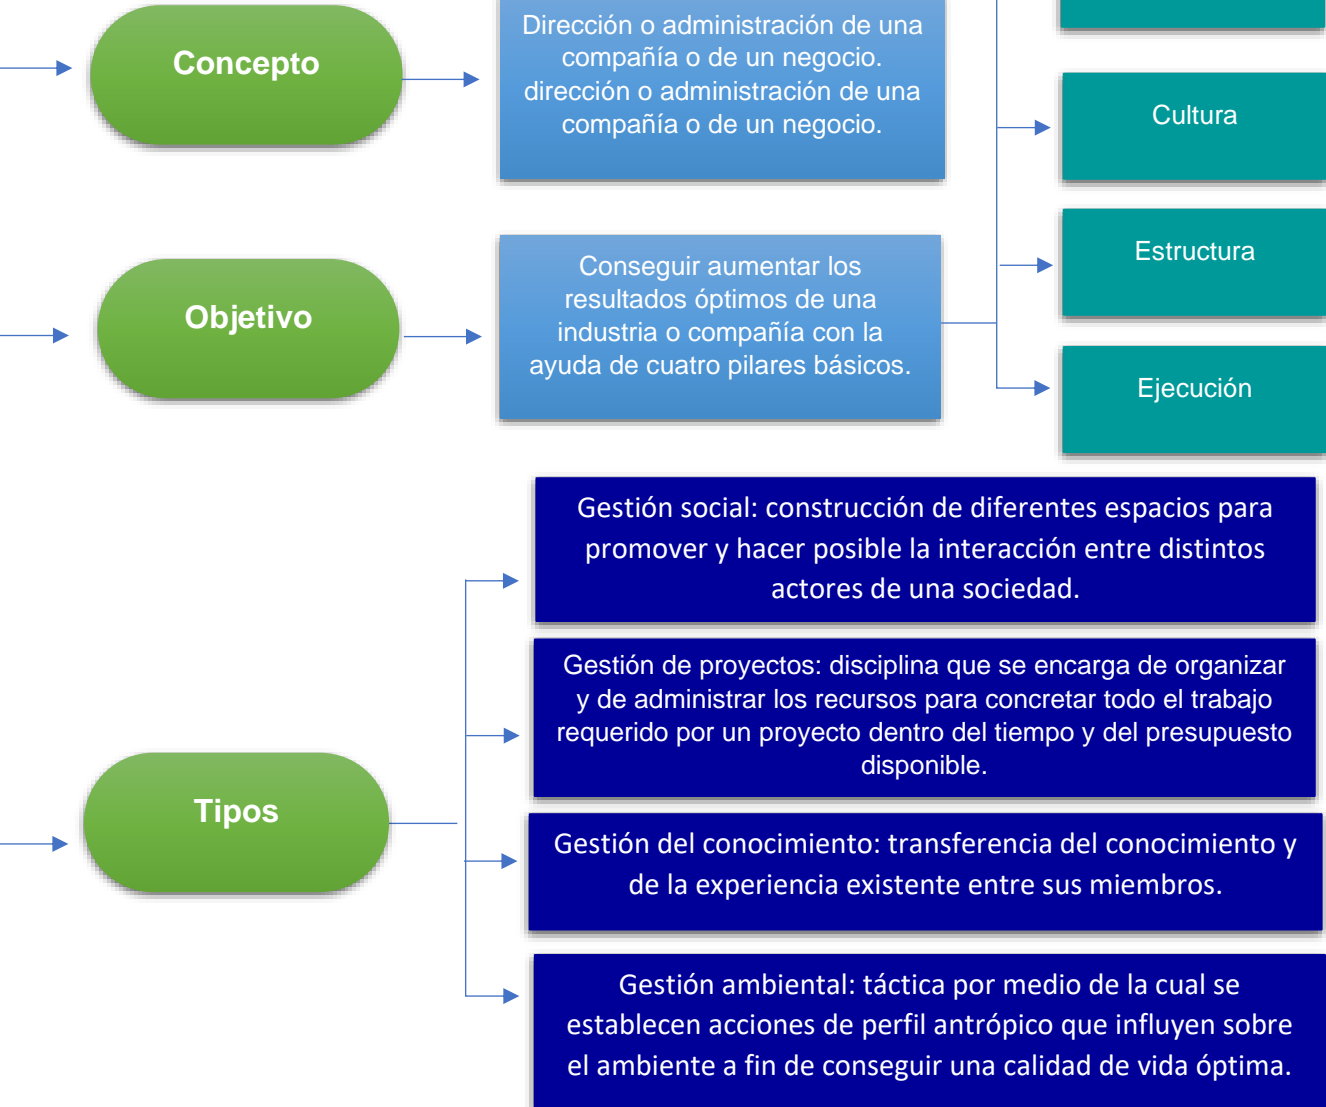 Concepto
Dirección o administración de una
compañía o de un negocio.
dirección o administración de una
compañía o de un negocio.
Cultura
Estructura
Ejecución
Objetivo
Conseguir aumentar los
resultados óptimos de una
industria o compañía con la
ayuda de cuatro pilares básicos.
Tipos
Gestión social: construcción de diferentes espacios para
promover y hacer posible la interacción entre distintos
actores de una sociedad.
Gestión de proyectos: disciplina que se encarga de organizar
y de administrar los recursos para concretar todo el trabajo
requerido por un proyecto dentro del tiempo y del presupuesto
disponible.
Gestión del conocimiento: transferencia del conocimiento y
de la experiencia existente entre sus miembros.
Gestión ambiental: táctica por medio de la cual se
establecen acciones de perfil antrópico que influyen sobre
el ambiente a fin de conseguir una calidad de vida óptima.